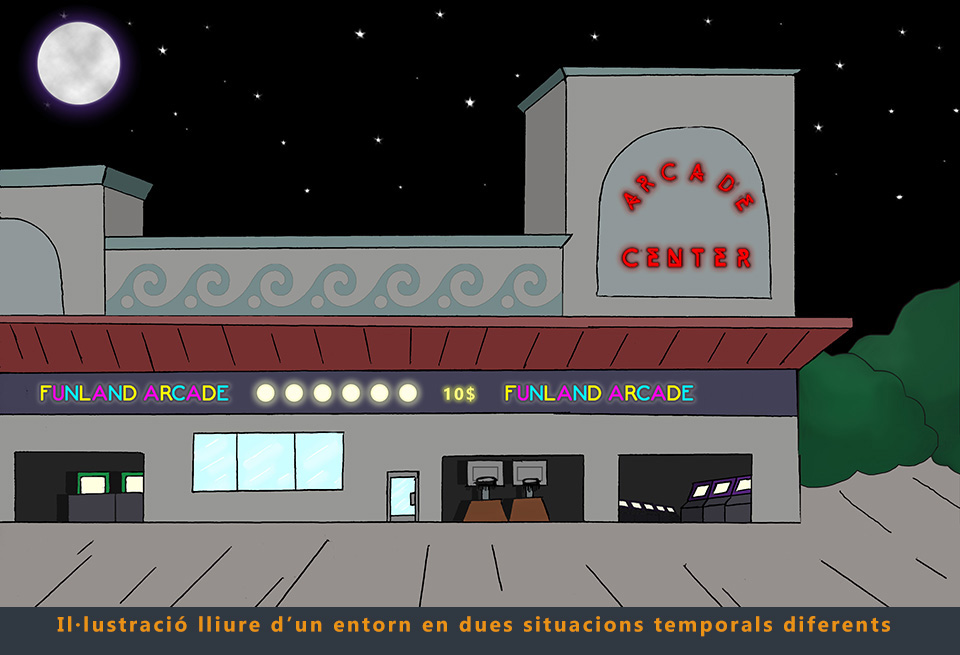 ARCADE
CENTER
FUNLAND ARCADE 10$ FUNLAND ARCADE
Il·lustració lliure d’un entorn en dues situacions temporals diferents